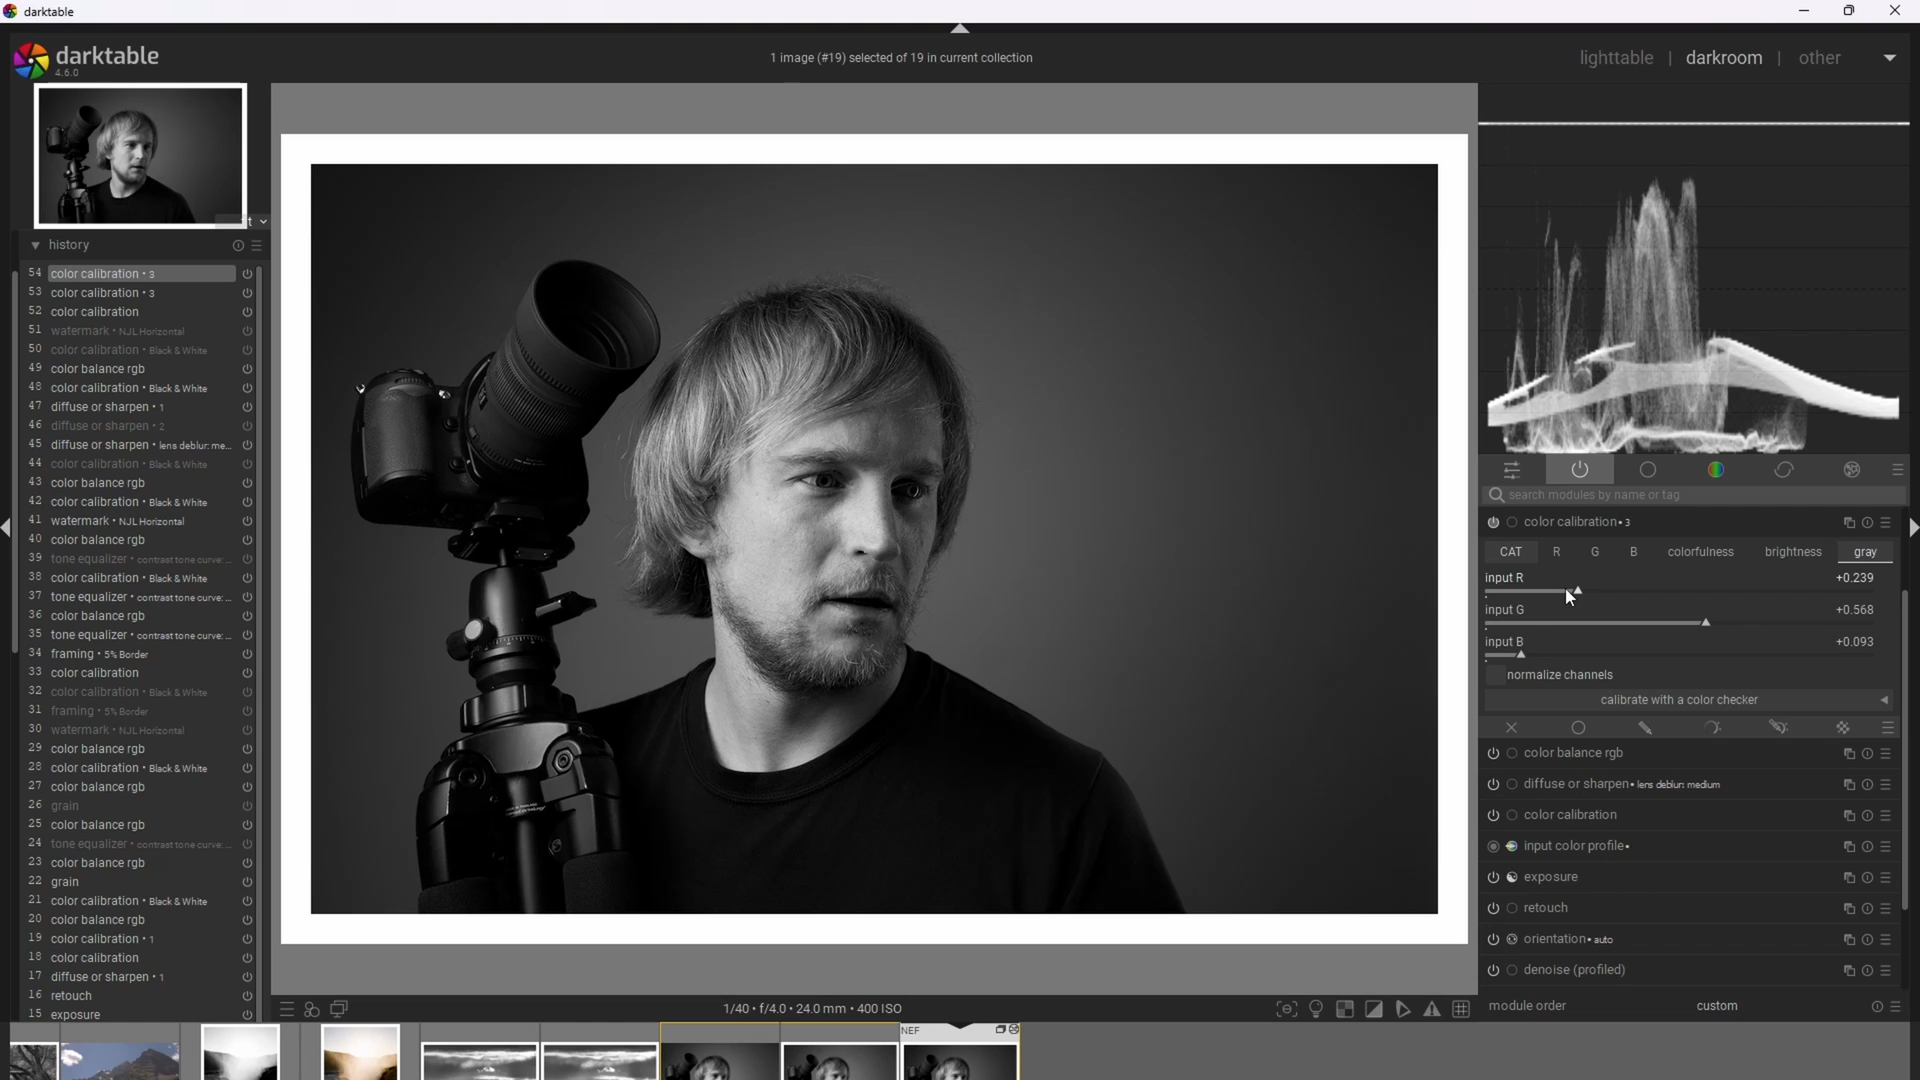 darktable
darktable
4.6.0
1 image (#19) selected of 19 in current collection
lighttable | darkroom | other
history
54 color calibration • 3
53 color calibration • 3
52 color calibration
51 watermark • NJL Horizontal
50 color calibration • Black & White
49 color balance rgb
48 color calibration • Black & White
47 diffuse or sharpen • 1
46 diffuse or sharpen • 2
45 diffuse or sharpen • lens deblur: me...
44 color calibration • Black & White
43 color balance rgb
42 color calibration • Black & White
41 watermark • NJL Horizontal
40 color balance rgb
39 tone equalizer • contrast tone curve: ...
38 color calibration • Black & White
37 tone equalizer • contrast tone curve: ...
36 color balance rgb
35 tone equalizer • contrast tone curve: ...
34 framing • 5% Border
33 color calibration
32 color calibration • Black & White
31 framing • 5% Border
30 watermark • NJL Horizontal
29 color balance rgb
28 color calibration • Black & White
27 color balance rgb
26 grain
25 color balance rgb
24 tone equalizer • contrast tone curve: ...
23 color balance rgb
22 grain
21 color calibration • Black & White
20 color balance rgb
19 color calibration • 1
18 color calibration
17 diffuse or sharpen • 1
16 retouch
15 exposure
search modules by name or tag
color calibration • 3
CAT R G B colorfulness brightness gray
input R +0.239
input G +0.568
input B +0.093
normalize channels
calibrate with a color checker
color balance rgb
diffuse or sharpen • lens deblur: medium
color calibration
input color profile •
exposure
retouch
orientation • auto
denoise (profiled)
module order custom
1/40 • f/4.0 • 24.0 mm • 400 ISO
NEF